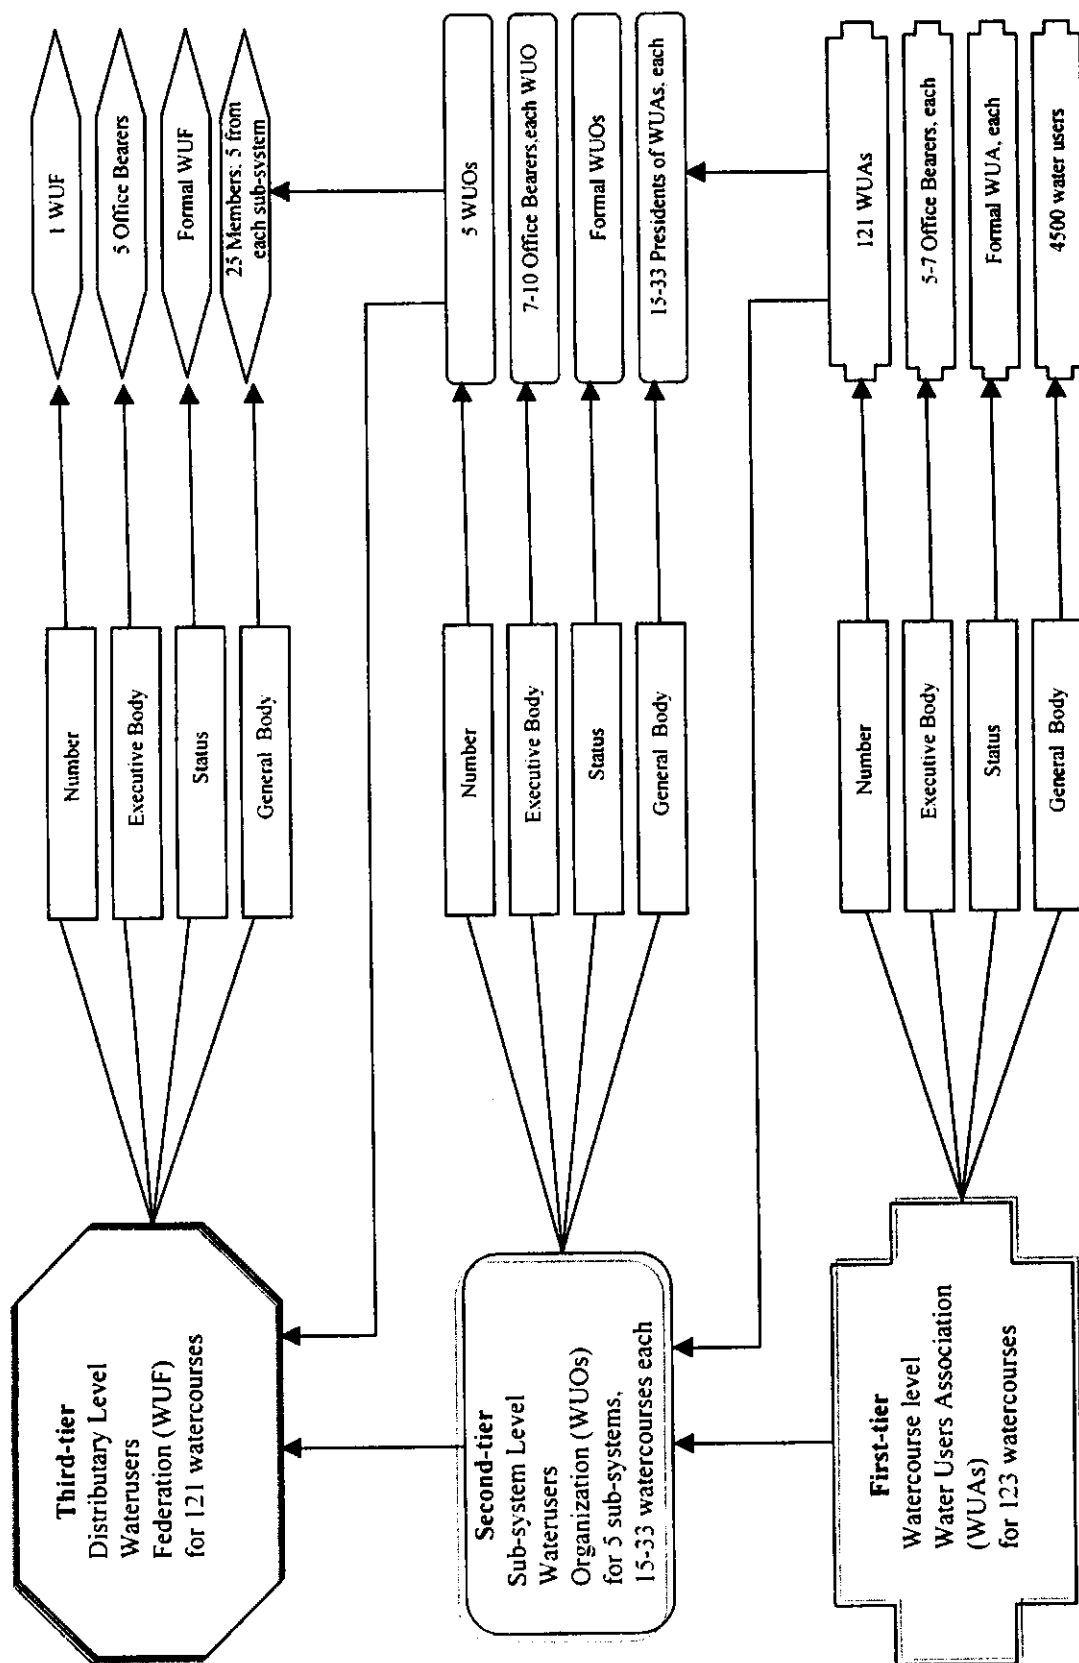 Third-tier
Distributary Level
Waterusers
Federation (WUF)
for 121 watercourses
Number
Executive Body
Status
General Body
1 WUF
5 Office Bearers
Formal WUF
25 Members: 5 from
each sub-system
Second-tier
Sub-system Level
Waterusers
Organization (WUOs)
for 5 sub-systems,
15-33 watercourses each
Number
Executive Body
Status
General Body
5 WUOs
7-10 Office Bearers,each WUO
Formal WUOs
15-33 Presidents of WUAs, each
First-tier
Watercourse level
Water Users Association
(WUAs)
for 123 watercourses
Number
Executive Body
Status
General Body
121 WUAs
5-7 Office Bearers, each
Formal WUA, each
4500 water users